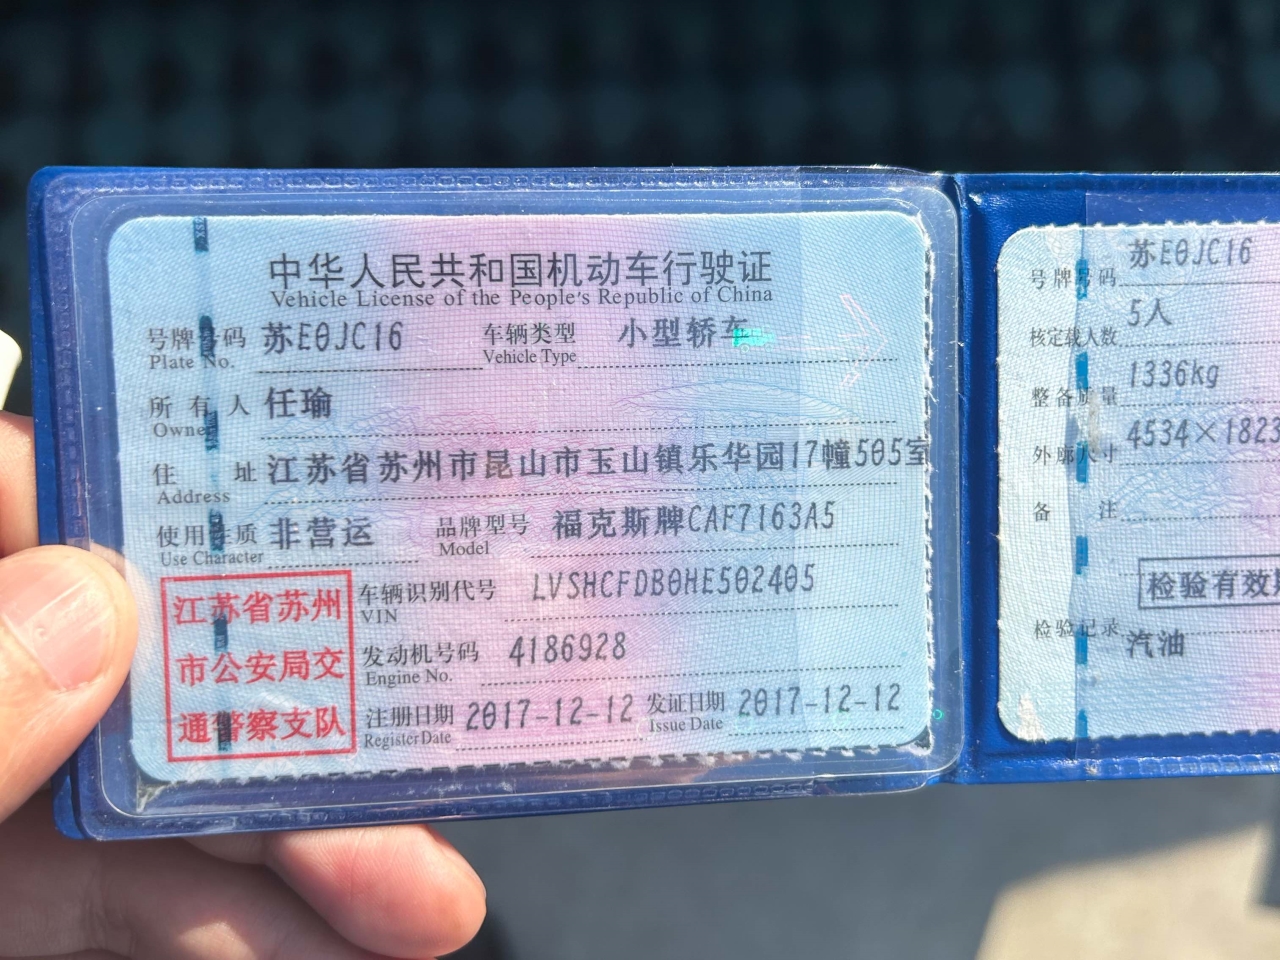 中华人民共和国机动车行驶证
Vehicle License of the People's Republic of China
号牌号码 苏E0JC16 车辆类型 小型轿车
Plate No. Vehicle Type
所有人 任瑜
Owner
住址 江苏省苏州市昆山市玉山镇乐华园17幢505室
Address
使用性质 非营运 品牌型号 福克斯牌CAF7163A5
Use Character Model
江苏省苏州
市公安局交
通警察支队
车辆识别代号 LVSHCFDB0HE502405
VIN
发动机号码 4186928
Engine No.
注册日期 2017-12-12 发证日期 2017-12-12
Register Date Issue Date
号牌号码 苏E0JC16
核定载人数 5人
整备质量 1336kg
外廓尺寸 4534×1823
备注
检验有效期
检验记录 汽油